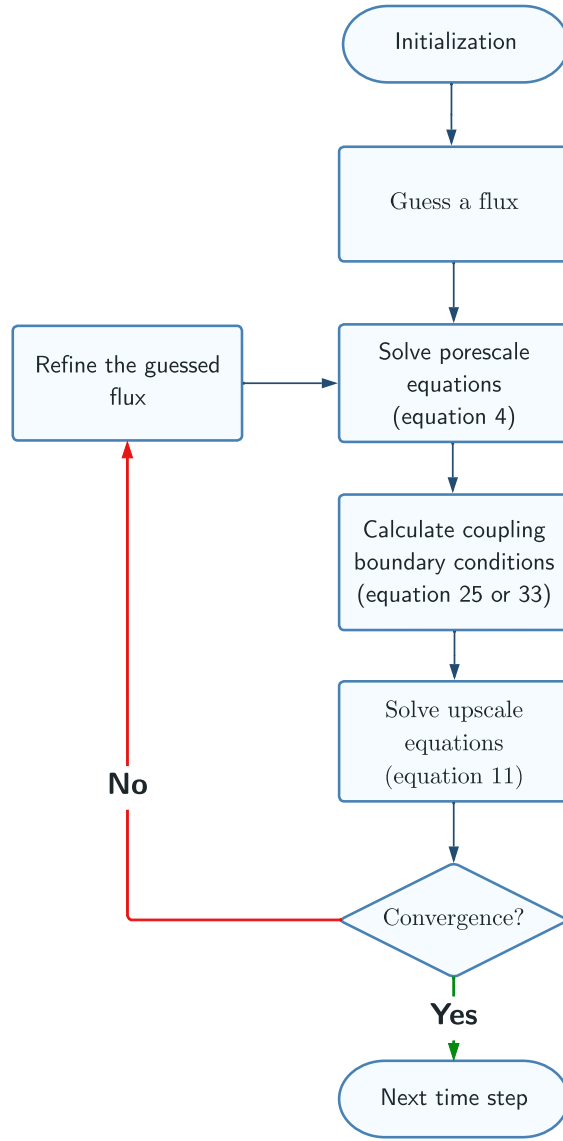 Initialization
Guess a flux
Refine the guessed
flux
Solve porescale
equations
(equation 4)
Calculate coupling
boundary conditions
(equation 25 or 33)
Solve upscale
equations
(equation 11)
No
Convergence?
Yes
Next time step